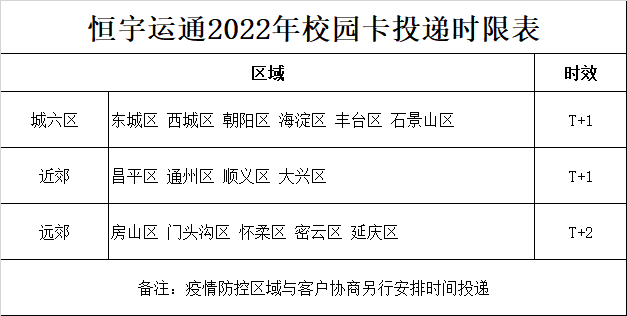 恒宇运通2022年校园卡投递时限表
区域 时效
城六区 东城区 西城区 朝阳区 海淀区 丰台区 石景山区 T+1
近郊 昌平区 通州区 顺义区 大兴区 T+1
远郊 房山区 门头沟区 怀柔区 密云区 延庆区 T+2
备注：疫情防控区域与客户协商另行安排时间投递